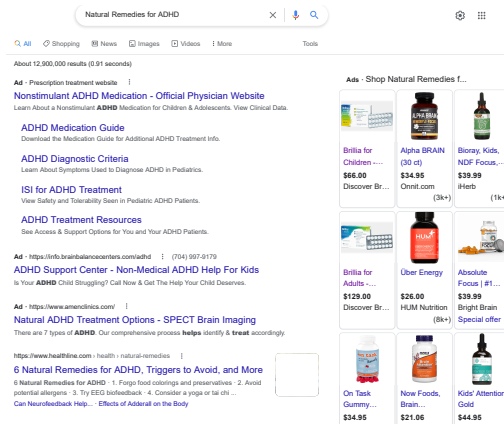 Natural Remedies for ADHD
All
Shopping
News
Images
Videos
More
Tools
About 12,900,000 results (0.91 seconds)
Ad · Prescription treatment website
Nonstimulant ADHD Medication - Official Physician Website
Learn About a Nonstimulant ADHD Medication for Children & Adolescents. View Clinical Data.
ADHD Medication Guide
Download the Medication Guide for Additional ADHD Treatment Info.
ADHD Diagnostic Criteria
Learn About Symptoms Used to Diagnose ADHD in Pediatrics.
ISI for ADHD Treatment
View Safety and Tolerability Seen in Pediatric ADHD Patients.
ADHD Treatment Resources
See Access & Support Options for You and Your ADHD Patients.
Ad · https://info.brainbalancecenters.com/adhd (704) 997-9179
ADHD Support Center - Non-Medical ADHD Help For Kids
Is Your ADHD Child Struggling? Call Now & Get The Help Your Child Deserves.
Ad · https://www.amenclinics.com/
Natural ADHD Treatment Options - SPECT Brain Imaging
There are 7 types of ADHD. Our comprehensive process helps identify & treat accordingly.
https://www.healthline.com › health › natural-remedies
6 Natural Remedies for ADHD, Triggers to Avoid, and More
6 Natural Remedies for ADHD · 1. Forgo food colorings and preservatives · 2. Avoid
potential allergens · 3. Try EEG biofeedback · 4. Consider a yoga or tai chi ...
Can Neurofeedback Help... · Effects of Adderall on the Body
Ads · Shop Natural Remedies f...
Brillia for
Children -...
$66.00
Discover Br...
ALPHA BRAIN
Alpha BRAIN
(30 ct)
$34.95
Onnit.com
(3k+)
Bioray, Kids,
NDF Focus,...
$39.99
iHerb
(1k+
Brillia for
Adults -...
$129.00
Discover Br...
HUM
Über Energy
$26.00
HUM Nutrition
(8k+)
Absolute
Focus | #1...
$39.99
Bright Brain
Special offer
On Task
Gummy...
$34.95
NOW
Now Foods,
Brain...
$21.06
Kids' Attention
Gold
$44.95